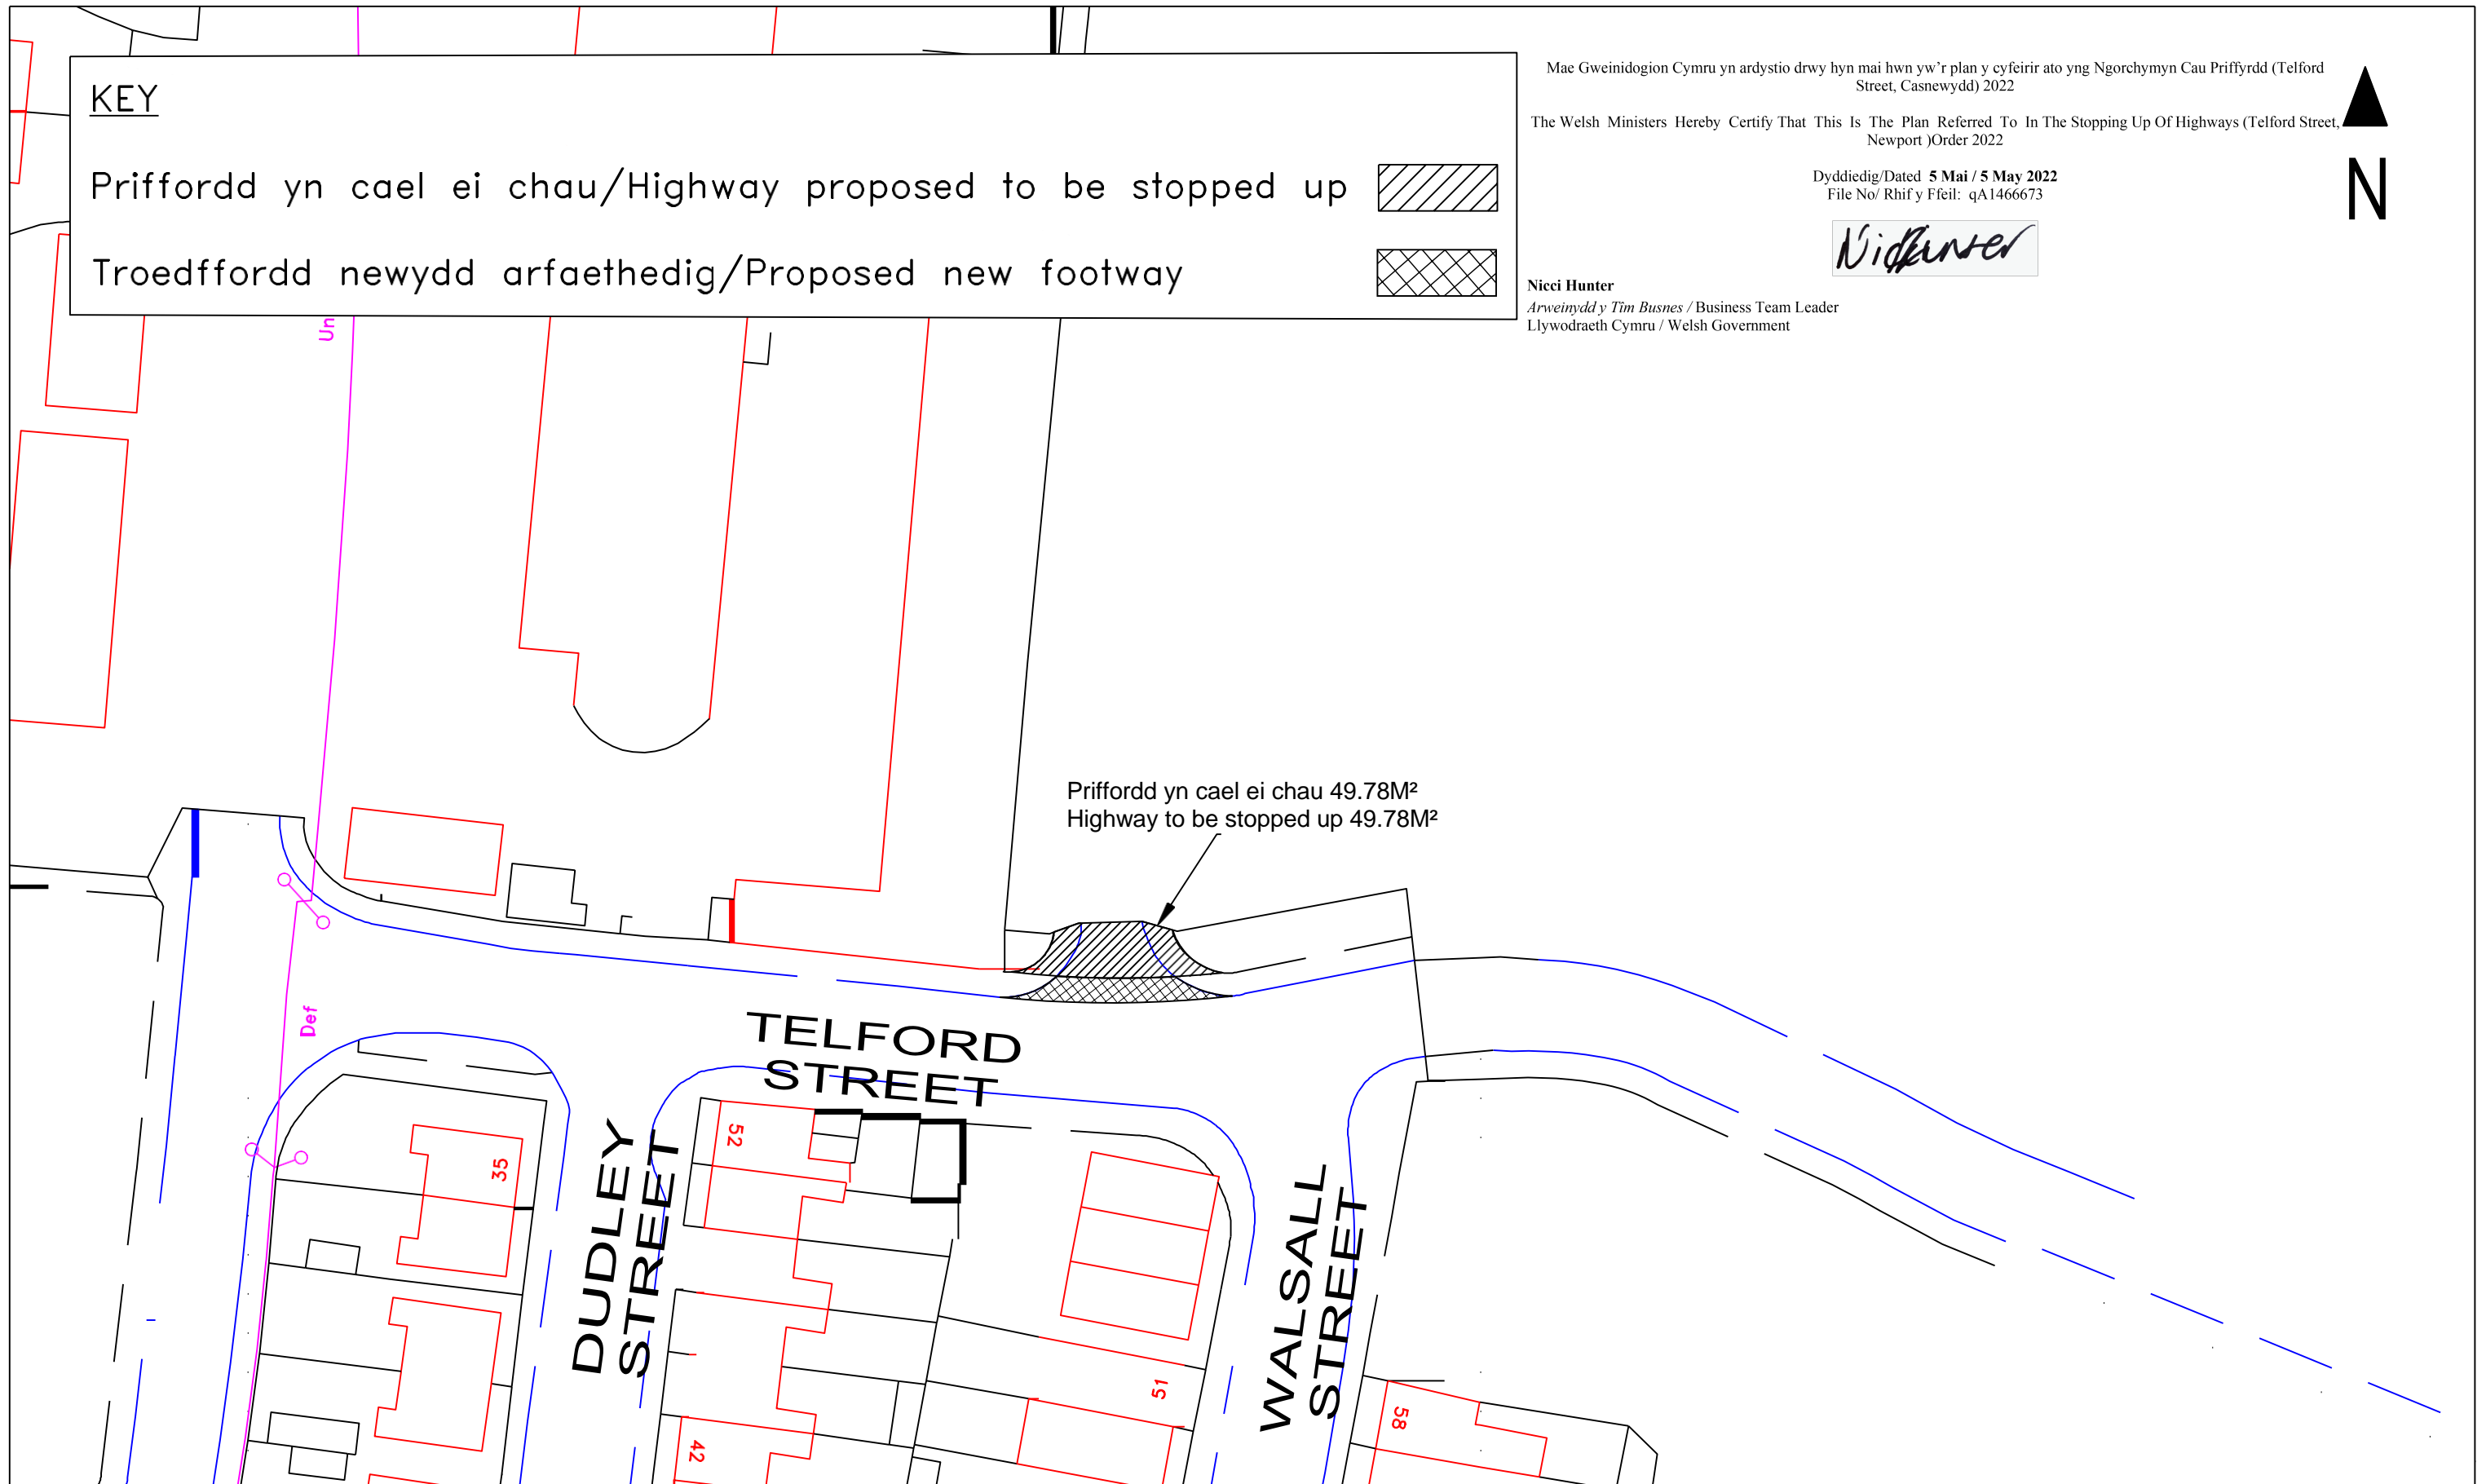 KEY
Priffordd yn cael ei chau/Highway proposed to be stopped up
Troedffordd newydd arfaethedig/Proposed new footway
Mae Gweinidogion Cymru yn ardystio drwy hyn mai hwn yw'r plan y cyfeirir ato yng Ngorchymyn Cau Priffyrdd (Telford
Street, Casnewydd) 2022
The Welsh Ministers Hereby Certify That This Is The Plan Referred To In The Stopping Up Of Highways (Telford Street,
Newport )Order 2022
Dyddiedig/Dated 5 Mai / 5 May 2022
File No/ Rhif y Ffeil: qA1466673
Nicci Hunter
Nicci Hunter
Arweinydd y Tîm Busnes / Business Team Leader
Llywodraeth Cymru / Welsh Government
N
Un
Priffordd yn cael ei chau 49.78M²
Highway to be stopped up 49.78M²
Def
TELFORD
STREET
DUDLEY
STREET
WALSALL
STREET
35
52
42
51
58